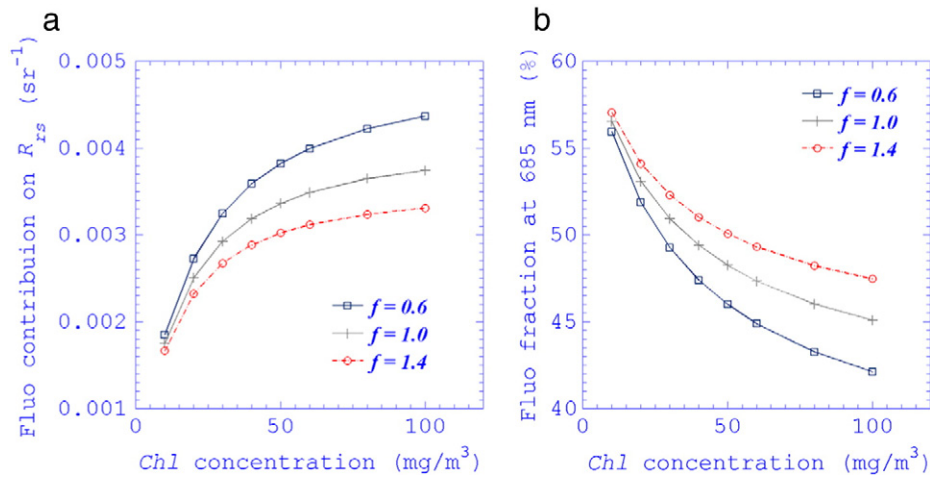 a
b
Fluo contribuion on Rrs (sr⁻¹)
0.005
0.004
0.003
0.002
0.001
f = 0.6
f = 1.0
f = 1.4
0
50
100
Chl concentration (mg/m³)
Fluo fraction at 685 nm (%)
60
55
50
45
40
f = 0.6
f = 1.0
f = 1.4
0
50
100
Chl concentration (mg/m³)